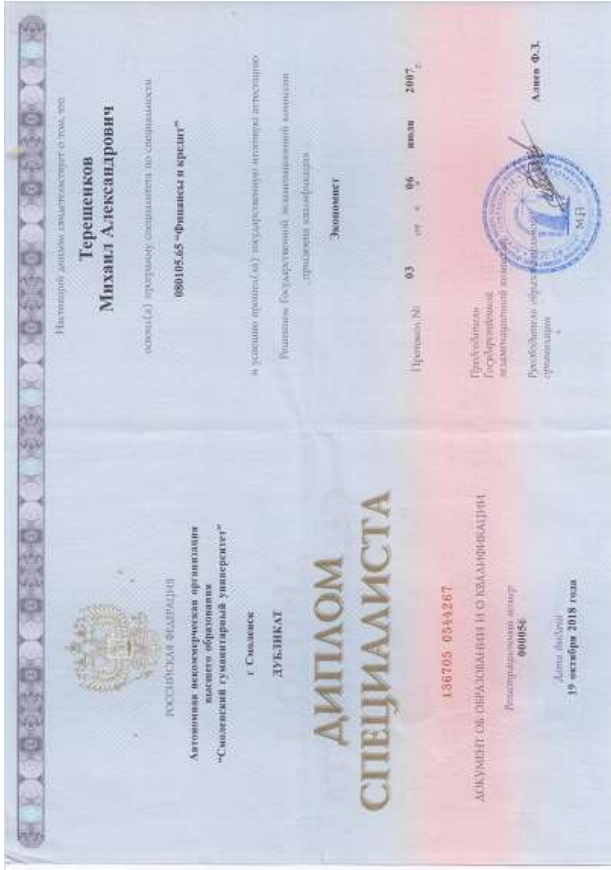 РОССИЙСКАЯ ФЕДЕРАЦИЯ
Автономная некоммерческая организация
высшего образования
"Смоленский гуманитарный университет"
г Смоленск
ДУБЛИКАТ
ДИПЛОМ
СПЕЦИАЛИСТА
136705 0544267
ДОКУМЕНТ ОБ ОБРАЗОВАНИИ И О КВАЛИФИКАЦИИ
Регистрационный номер
000056
Дата выдачи
19 октября 2018 года
Настоящий диплом свидетельствует о том, что
Терещенков
Михаил Александрович
освоил(а) программу специалитета по специальности
080105.65 "Финансы и кредит"
и успешно прошел(ла) государственную итоговую аттестацию
Решением Государственной экзаменационной комиссии
присвоена квалификация
Экономист
Протокол № 03 от « 06 » июля 2007 г.
Председатель
Государственной
экзаменационной комиссии
Руководитель образовательной
организации
Алиев Ф.З.
МП